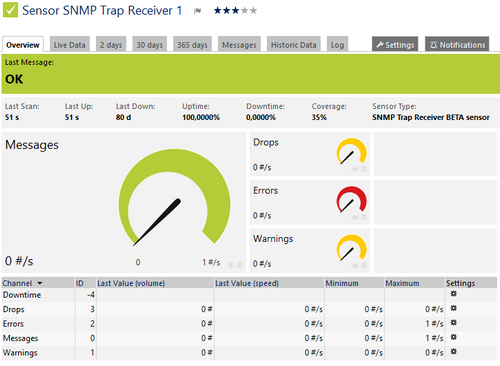 Sensor SNMP Trap Receiver 1
Overview Live Data 2 days 30 days 365 days Messages Historic Data Log Settings Notifications
Last Message:
OK
Last Scan: Last Up: Last Down: Uptime: Downtime: Coverage: Sensor Type:
51 s 51 s 80 d 100,0000% 0,0000% 35% SNMP Trap Receiver BETA sensor
Messages
0 #/s
0 1 #/s
Drops
0 #/s
Errors
0 #/s
Warnings
0 #/s
Channel ID Last Value (volume) Last Value (speed) Minimum Maximum Settings
Downtime -4
Drops 3 0 # 0 #/s 0 #/s 0 #/s
Errors 2 0 # 0 #/s 0 #/s 1 #/s
Messages 0 0 # 0 #/s 0 #/s 1 #/s
Warnings 1 0 # 0 #/s 0 #/s 0 #/s